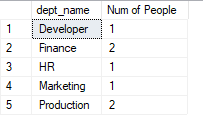 dept_name Num of People
1 Developer 1
2 Finance 2
3 HR 1
4 Marketing 1
5 Production 2